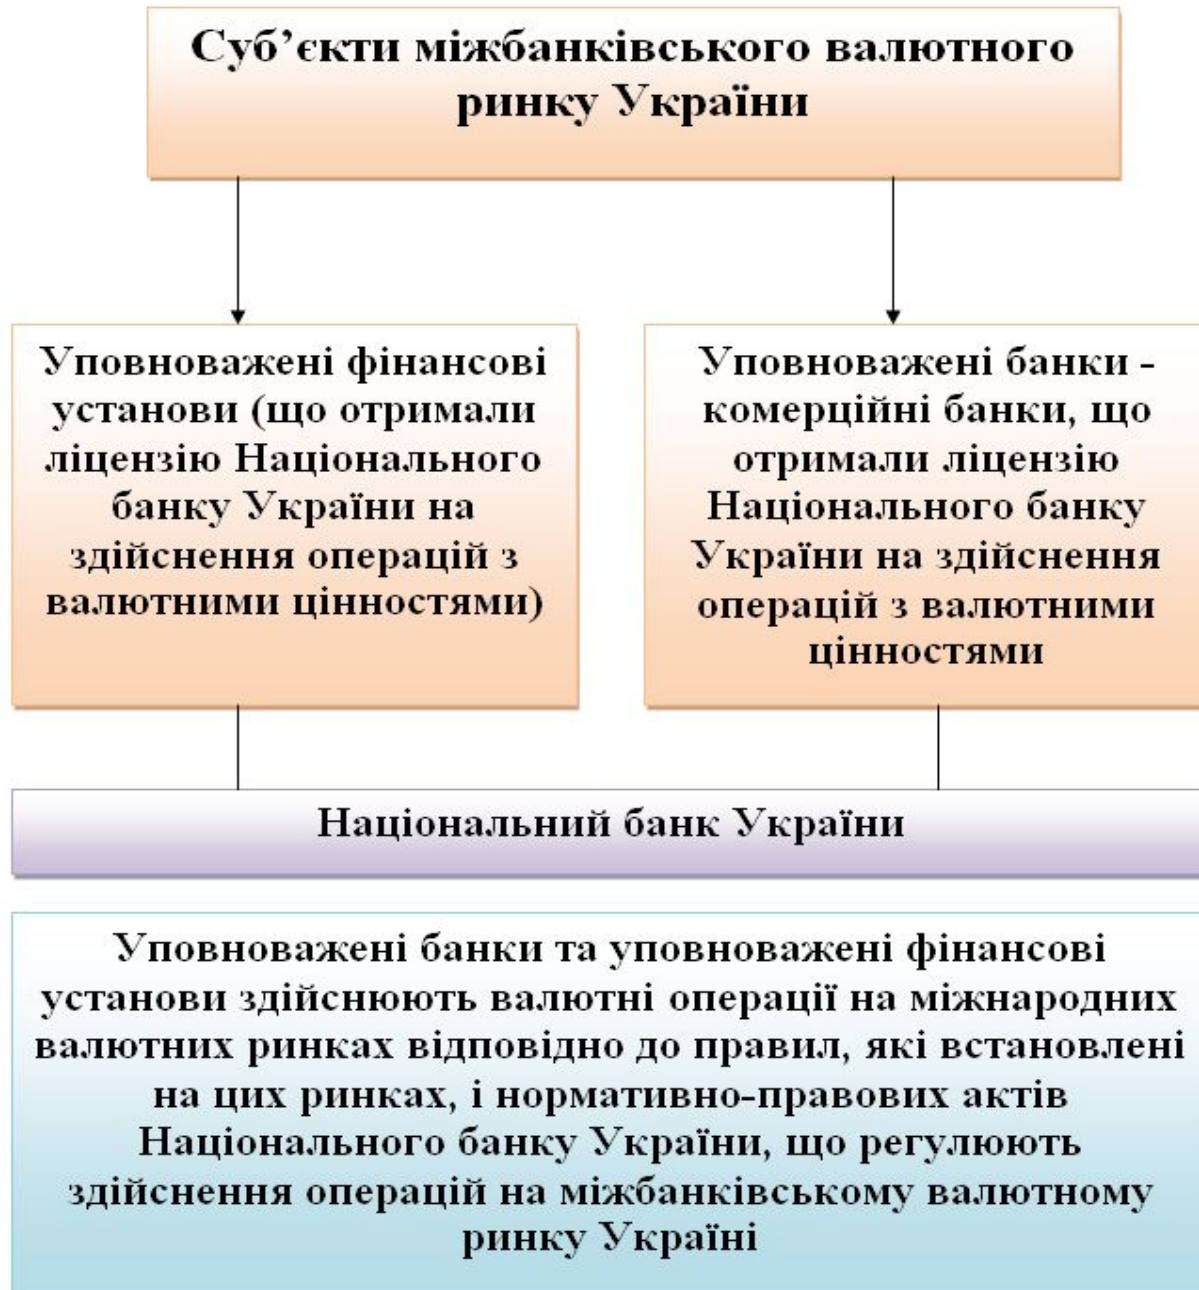 Суб’єкти міжбанківського валютного
ринку України
Уповноважені фінансові
установи (що отримали
ліцензію Національного
банку України на
здійснення операцій з
валютними цінностями)
Уповноважені банки -
комерційні банки, що
отримали ліцензію
Національного банку
України на здійснення
операцій з валютними
цінностями
Національний банк України
Уповноважені банки та уповноважені фінансові
установи здійснюють валютні операції на міжнародних
валютних ринках відповідно до правил, які встановлені
на цих ринках, і нормативно-правових актів
Національного банку України, що регулюють
здійснення операцій на міжбанківському валютному
ринку Україні